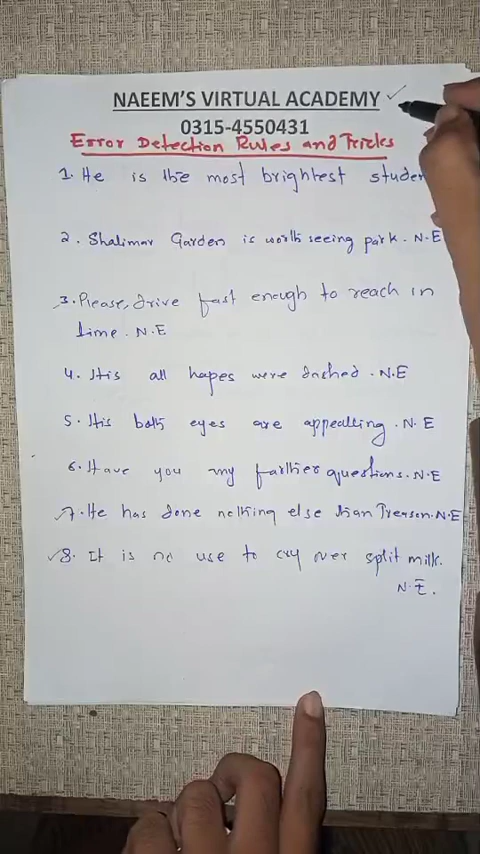 NAEEM'S VIRTUAL ACADEMY
0315-4550431
Error Detection Rules and Tricks
1. He is the most brightest studen
2. Shalimar Garden is worth seeing park. N.E
3. Please, drive fast enough to reach in
time. N.E
4. His all hopes were dashed. N.E
5. His both eyes are appealling. N.E
6. Have you any farther questions. N.E
7. He has done nothing else than Treason. N.E
8. It is no use to cry over split milk.
N.E.